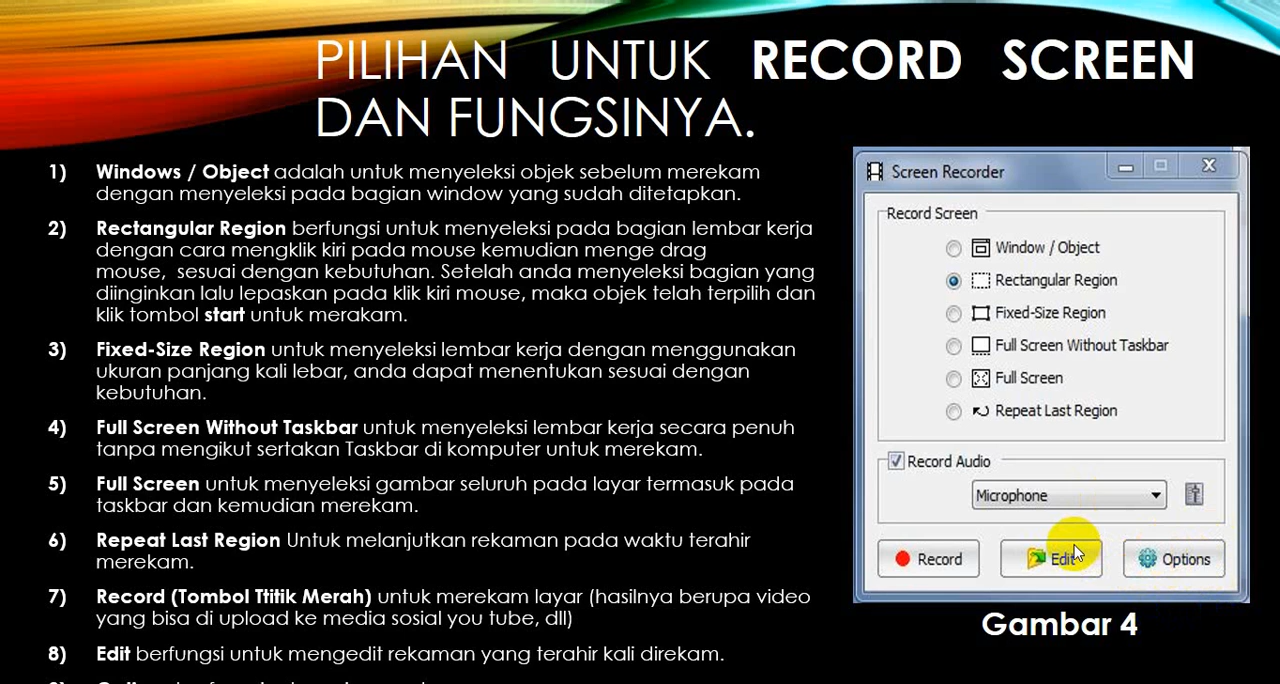 PILIHAN UNTUK RECORD SCREEN
DAN FUNGSINYA.
1) Windows / Object adalah untuk menyeleksi objek sebelum merekam
dengan menyeleksi pada bagian window yang sudah ditetapkan.
2) Rectangular Region berfungsi untuk menyeleksi pada bagian lembar kerja
dengan cara mengklik kiri pada mouse kemudian menge drag
mouse, sesuai dengan kebutuhan. Setelah anda menyeleksi bagian yang
diinginkan lalu lepaskan pada klik kiri mouse, maka objek telah terpilih dan
klik tombol start untuk merakam.
3) Fixed-Size Region untuk menyeleksi lembar kerja dengan menggunakan
ukuran panjang kali lebar, anda dapat menentukan sesuai dengan
kebutuhan.
4) Full Screen Without Taskbar untuk menyeleksi lembar kerja secara penuh
tanpa mengikut sertakan Taskbar di komputer untuk merekam.
5) Full Screen untuk menyeleksi gambar seluruh pada layar termasuk pada
taskbar dan kemudian merekam.
6) Repeat Last Region Untuk melanjutkan rekaman pada waktu terahir
merekam.
7) Record (Tombol Ttitik Merah) untuk merekam layar (hasilnya berupa video
yang bisa di upload ke media sosial you tube, dll)
8) Edit berfungsi untuk mengedit rekaman yang terahir kali direkam.
Screen Recorder
Record Screen
Window / Object
Rectangular Region
Fixed-Size Region
Full Screen Without Taskbar
Full Screen
Repeat Last Region
Record Audio
Microphone
Record
Edit
Options
Gambar 4